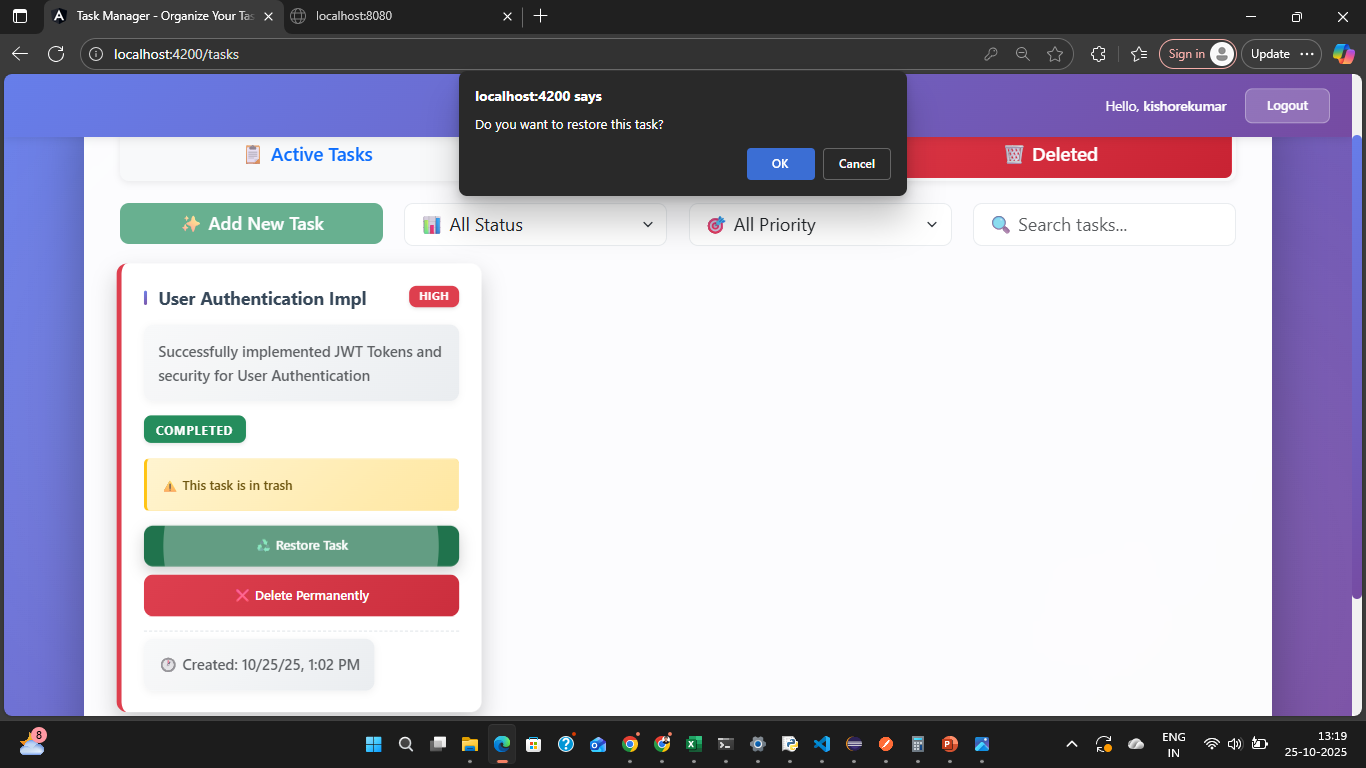 Task Manager - Organize Your Tas
localhost:8080
localhost:4200/tasks
Sign in
Update
localhost:4200 says
Do you want to restore this task?
OK
Cancel
Hello, kishorekumar
Logout
Active Tasks
Deleted
Add New Task
All Status
All Priority
Search tasks...
User Authentication Impl
HIGH
Successfully implemented JWT Tokens and
security for User Authentication
COMPLETED
This task is in trash
Restore Task
Delete Permanently
Created: 10/25/25, 1:02 PM
8
ENG
IN
13:19
25-10-2025